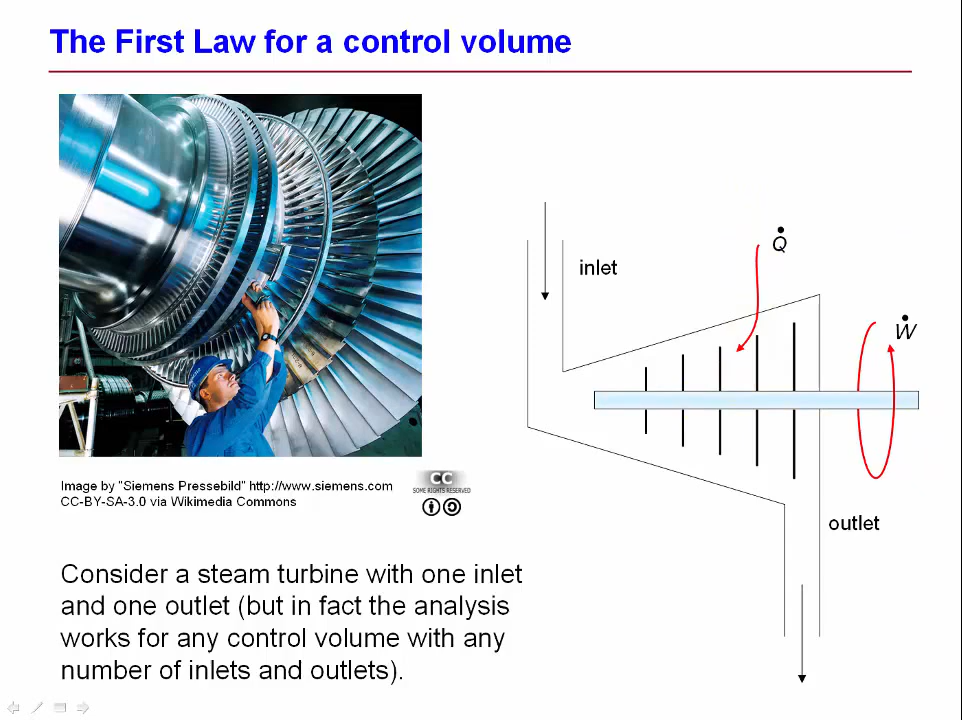 The First Law for a control volume
Q̇
inlet
Ẇ
Image by "Siemens Pressebild" http://www.siemens.com
CC-BY-SA-3.0 via Wikimedia Commons
CC
SOME RIGHTS RESERVED
outlet
Consider a steam turbine with one inlet
and one outlet (but in fact the analysis
works for any control volume with any
number of inlets and outlets).